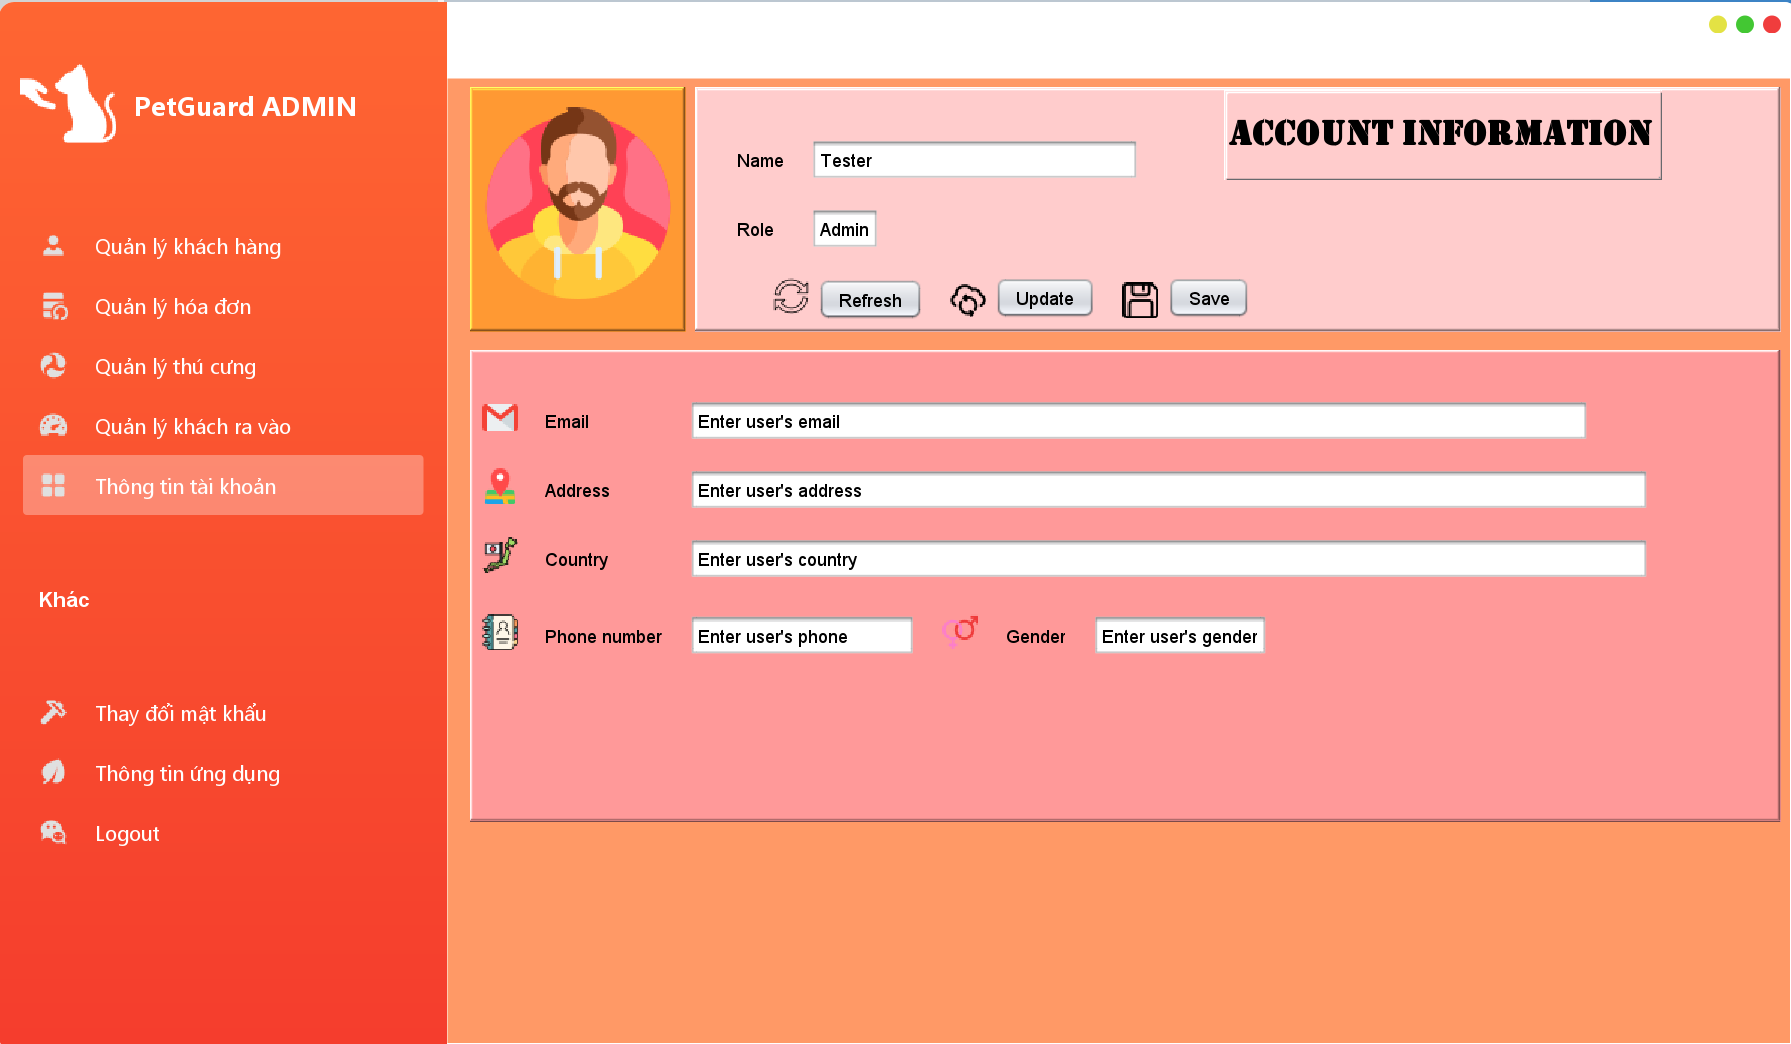 PetGuard ADMIN
Quản lý khách hàng
Quản lý hóa đơn
Quản lý thú cưng
Quản lý khách ra vào
Thông tin tài khoản
Khác
Thay đổi mật khẩu
Thông tin ứng dụng
Logout
ACCOUNT INFORMATION
Name Tester
Role Admin
Refresh Update Save
Email Enter user's email
Address Enter user's address
Country Enter user's country
Phone number Enter user's phone Gender Enter user's gender